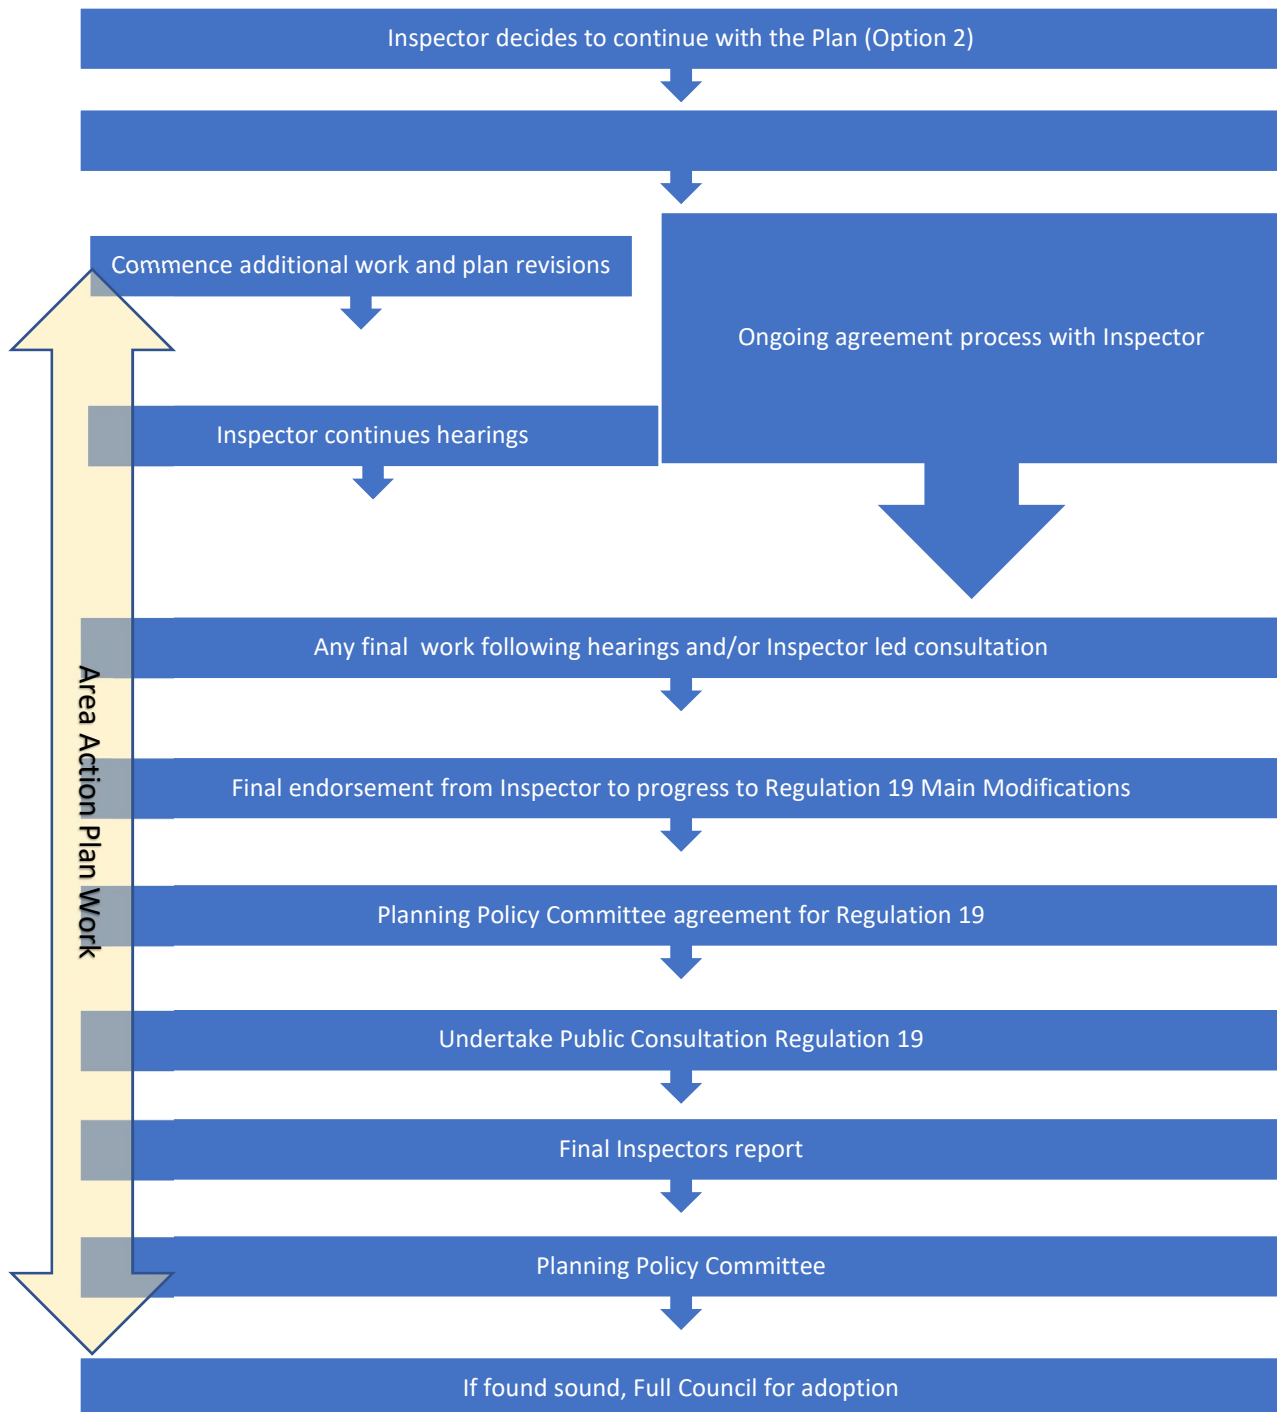 Inspector decides to continue with the Plan (Option 2)
Commence additional work and plan revisions
Ongoing agreement process with Inspector
Inspector continues hearings
Any final  work following hearings and/or Inspector led consultation
Final endorsement from Inspector to progress to Regulation 19 Main Modifications
Planning Policy Committee agreement for Regulation 19
Undertake Public Consultation Regulation 19
Final Inspectors report
Planning Policy Committee
If found sound, Full Council for adoption
Area Action Plan Work